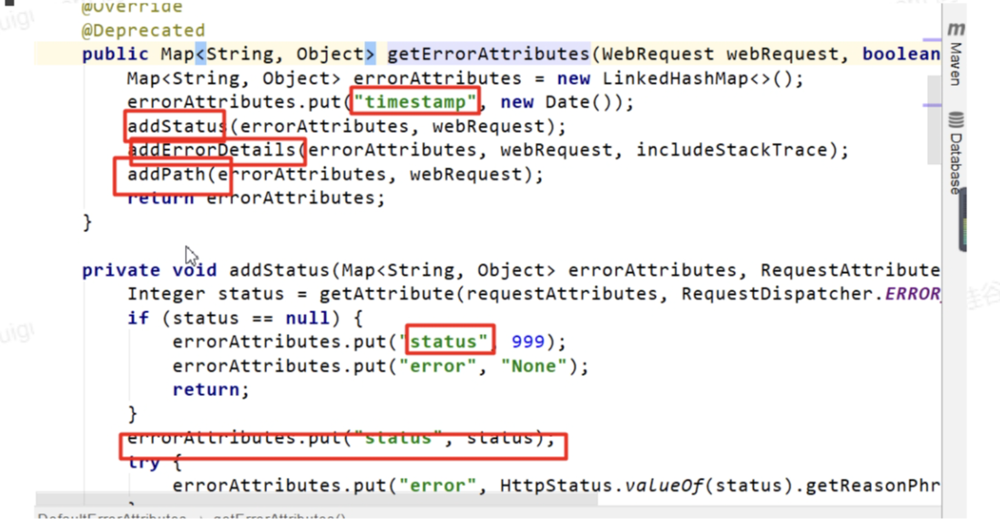 @Override
@Deprecated
public Map<String, Object> getErrorAttributes(WebRequest webRequest, boolean
Map<String, Object> errorAttributes = new LinkedHashMap<>();
errorAttributes.put("timestamp", new Date());
addStatus(errorAttributes, webRequest);
addErrorDetails(errorAttributes, webRequest, includeStackTrace);
addPath(errorAttributes, webRequest);
return errorAttributes;
}
private void addStatus(Map<String, Object> errorAttributes, RequestAttribute
Integer status = getAttribute(requestAttributes, RequestDispatcher.ERROR_
if (status == null) {
errorAttributes.put("status", 999);
errorAttributes.put("error", "None");
return;
}
errorAttributes.put("status", status);
try {
errorAttributes.put("error", HttpStatus.valueOf(status).getReasonPhr
DefaultErrorAttributes > getErrorAttributes()
m Maven
Database